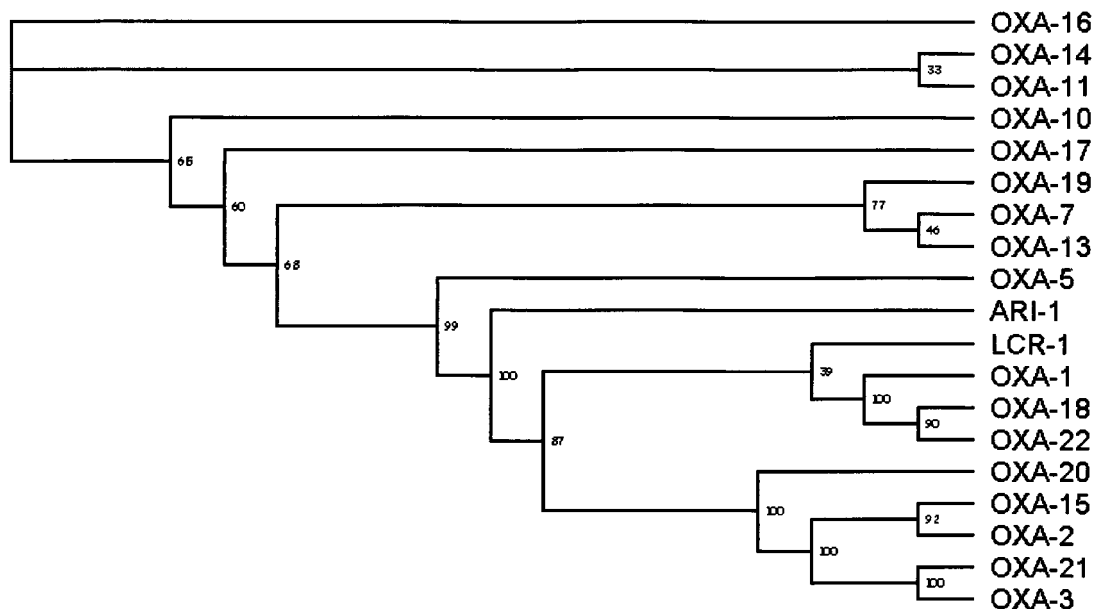 OXA-16
OXA-14
33
OXA-11
OXA-10
65
OXA-17
60
OXA-19
77
OXA-7
46
OXA-13
68
OXA-5
99
ARI-1
100
LCR-1
39
OXA-1
100
OXA-18
90
OXA-22
87
OXA-20
100
OXA-15
92
OXA-2
100
OXA-21
100
OXA-3